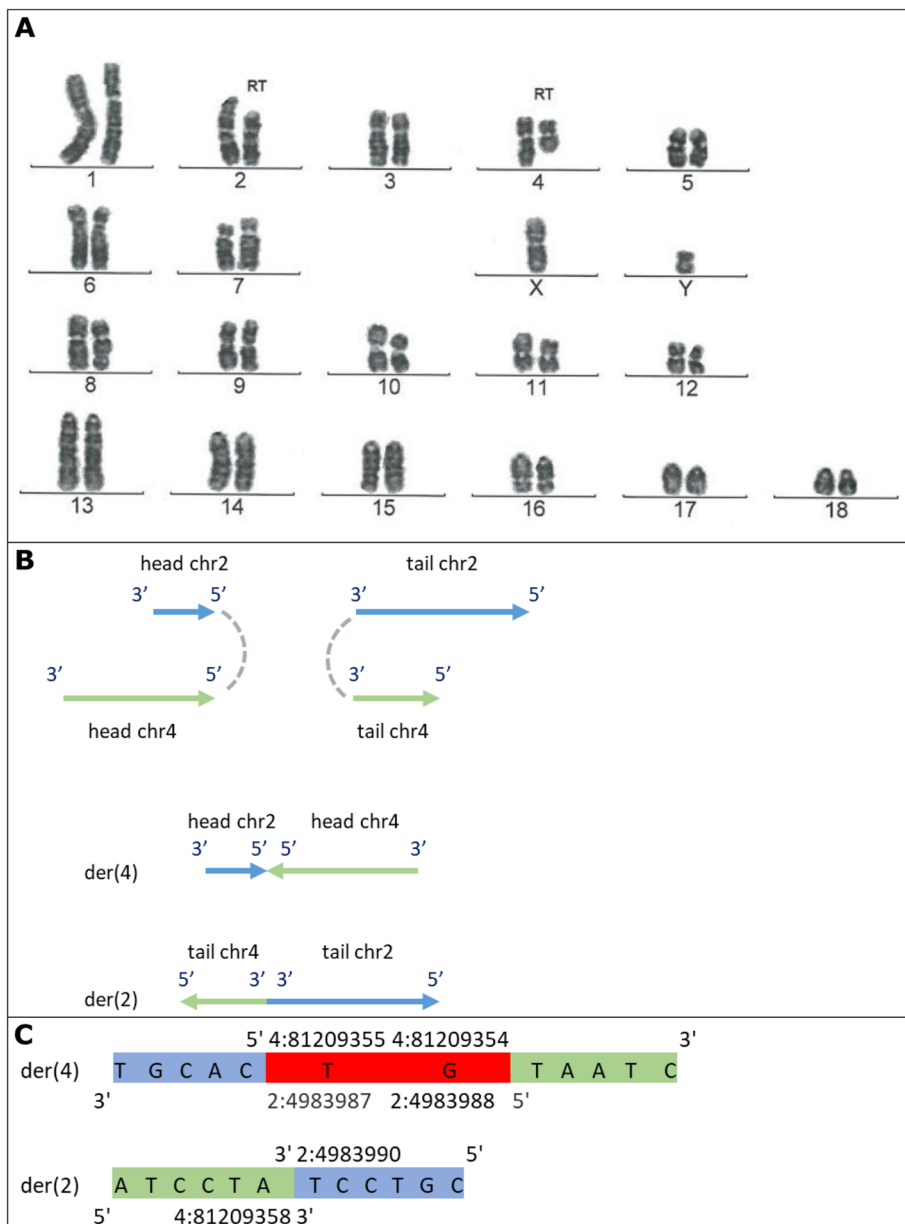 A
RT RT
1 2 3 4 5
6 7 X Y
8 9 10 11 12
13 14 15 16 17 18
B
head chr2 tail chr2
3' 5' 3' 5'
3' 5' 3' 5'
head chr4 tail chr4
head chr2 head chr4
3' 5' 5' 3'
der(4)
tail chr4 tail chr2
5' 3' 3' 5'
der(2)
C
5' 4:81209355 4:81209354 3'
der(4) T G C A C T G T A A T C
3' 2:4983987 2:4983988 5'
3' 2:4983990 5'
der(2) A T C C T A T C C T G C
5' 4:81209358 3'